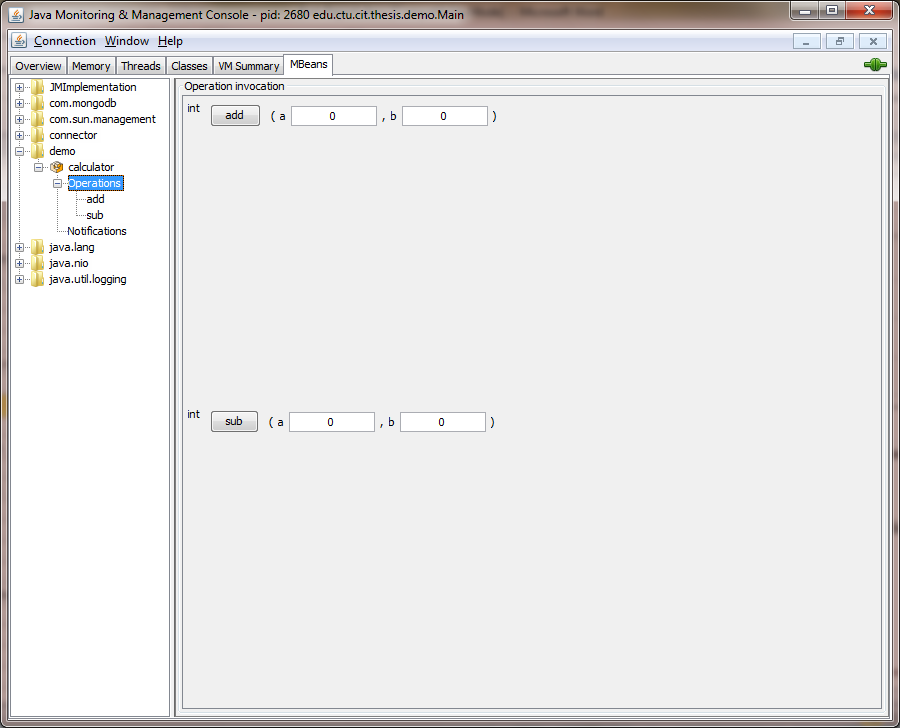 Java Monitoring & Management Console - pid: 2680 edu.ctu.cit.thesis.demo.Main
Connection Window Help
Overview Memory Threads Classes VM Summary MBeans
JMImplementation
com.mongodb
com.sun.management
connector
demo
calculator
Operations
add
sub
Notifications
java.lang
java.nio
java.util.logging
Operation invocation
int add ( a 0 , b 0 )
int sub ( a 0 , b 0 )